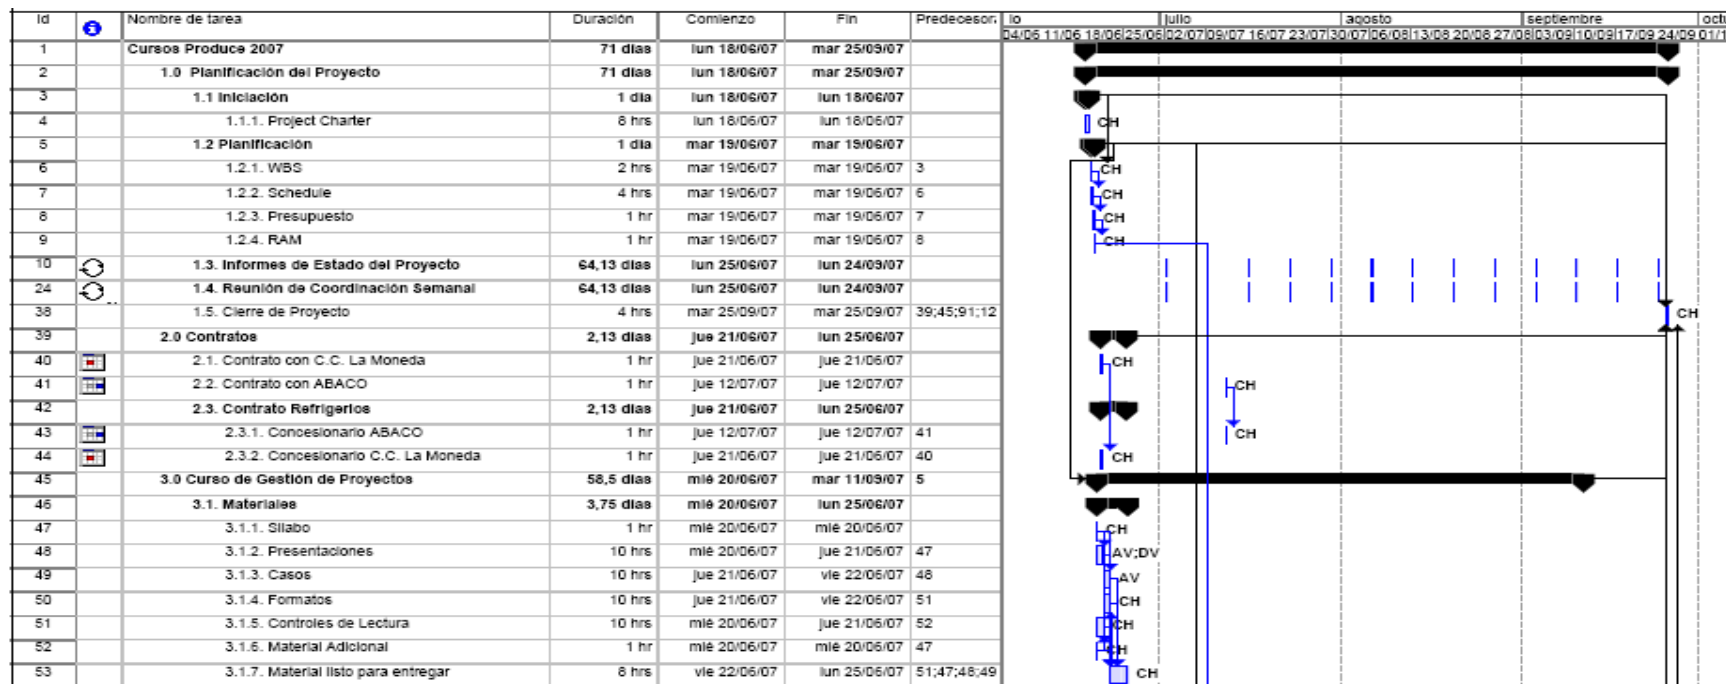 Id Nombre de tarea Duración Comienzo Fin Predecesor: io julio agosto septiembre oct
04/06 11/06 18/06 25/06 02/07 09/07 16/07 23/07 30/07 06/08 13/08 20/08 27/08 03/09 10/09 17/09 24/09 01/1
1 Cursos Produce 2007 71 días lun 18/06/07 mar 25/09/07
2 1.0 Planificación del Proyecto 71 días lun 18/06/07 mar 25/09/07
3 1.1 Iniciación 1 día lun 18/06/07 lun 18/06/07
4 1.1.1. Project Charter 8 hrs lun 18/06/07 lun 18/06/07 CH
5 1.2 Planificación 1 día mar 19/06/07 mar 19/06/07
6 1.2.1. WBS 2 hrs mar 19/06/07 mar 19/06/07 3 CH
7 1.2.2. Schedule 4 hrs mar 19/06/07 mar 19/06/07 6 CH
8 1.2.3. Presupuesto 1 hr mar 19/06/07 mar 19/06/07 7 CH
9 1.2.4. RAM 1 hr mar 19/06/07 mar 19/06/07 8 CH
10 1.3. Informes de Estado del Proyecto 64,13 días lun 25/06/07 lun 24/09/07
24 1.4. Reunión de Coordinación Semanal 64,13 días lun 25/06/07 lun 24/09/07
38 1.5. Cierre de Proyecto 4 hrs mar 25/09/07 mar 25/09/07 39;45;91;12 CH
39 2.0 Contratos 2,13 días jue 21/06/07 lun 25/06/07
40 2.1. Contrato con C.C. La Moneda 1 hr jue 21/06/07 jue 21/06/07 CH
41 2.2. Contrato con ABACO 1 hr jue 12/07/07 jue 12/07/07 CH
42 2.3. Contrato Refrigerios 2,13 días jue 21/06/07 lun 25/06/07
43 2.3.1. Concesionario ABACO 1 hr jue 12/07/07 jue 12/07/07 41 CH
44 2.3.2. Concesionario C.C. La Moneda 1 hr jue 21/06/07 jue 21/06/07 40 CH
45 3.0 Curso de Gestión de Proyectos 58,5 días mié 20/06/07 mar 11/09/07 5
46 3.1. Materiales 3,75 días mié 20/06/07 lun 25/06/07
47 3.1.1. Silabo 1 hr mié 20/06/07 mié 20/06/07 CH
48 3.1.2. Presentaciones 10 hrs mié 20/06/07 jue 21/06/07 47 AV;DV
49 3.1.3. Casos 10 hrs jue 21/06/07 vie 22/06/07 48 AV
50 3.1.4. Formatos 10 hrs jue 21/06/07 vie 22/06/07 51 CH
51 3.1.5. Controles de Lectura 10 hrs mié 20/06/07 jue 21/06/07 52 CH
52 3.1.6. Material Adicional 1 hr mié 20/06/07 mié 20/06/07 47 CH
53 3.1.7. Material listo para entregar 8 hrs vie 22/06/07 lun 25/06/07 51;47;48;49 CH